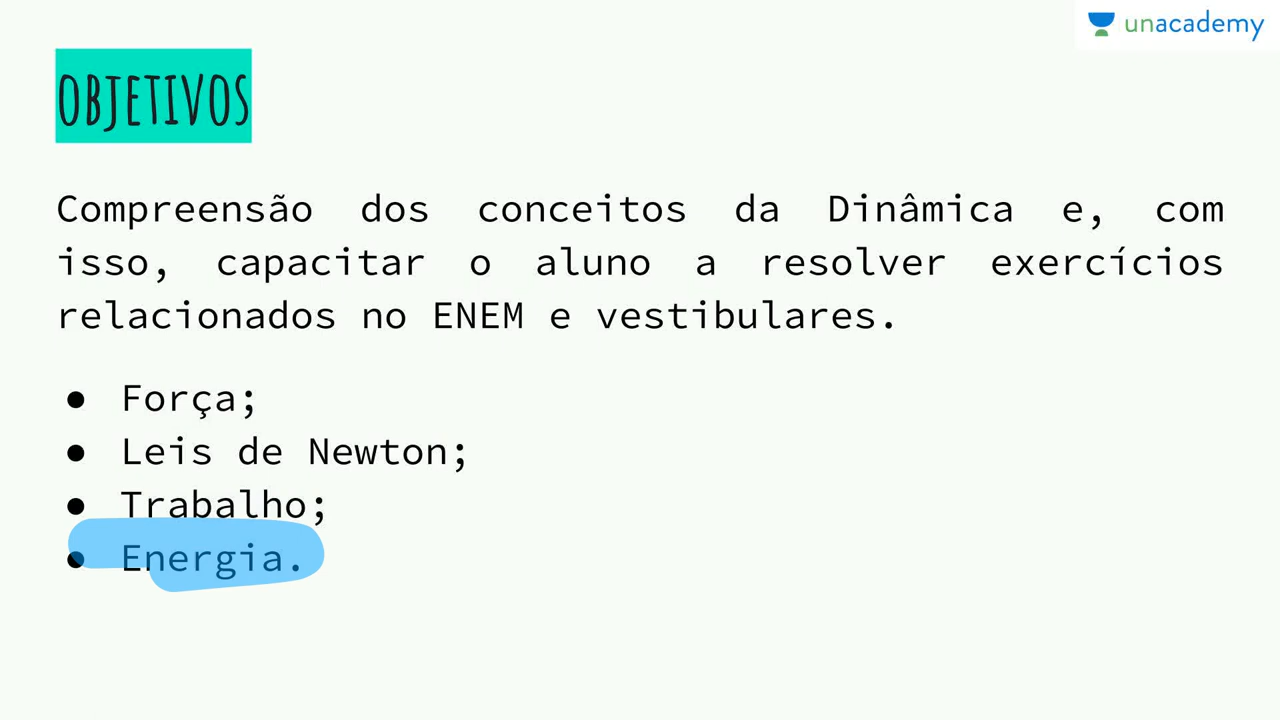 unacademy
OBJETIVOS
Compreensão dos conceitos da Dinâmica e, com
isso, capacitar o aluno a resolver exercícios
relacionados no ENEM e vestibulares.
● Força;
● Leis de Newton;
● Trabalho;
● Energia.